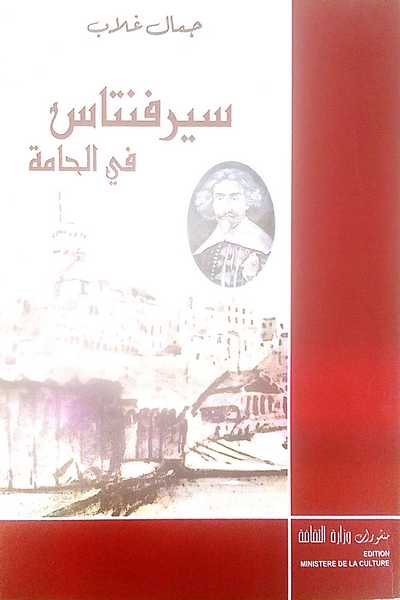 جمال غلاب
سيرفنتاس
في الحامة
منشورات وزارة الثقافة
EDITION
MINISTERE DE LA CULTURE